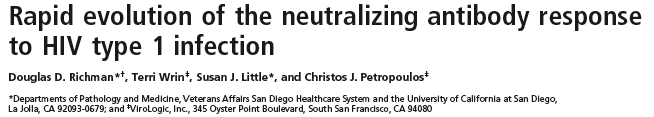 Rapid evolution of the neutralizing antibody response
to HIV type 1 infection
Douglas D. Richman*†, Terri Wrin‡, Susan J. Little*, and Christos J. Petropoulos‡
*Departments of Pathology and Medicine, Veterans Affairs San Diego Healthcare System and the University of California at San Diego,
La Jolla, CA 92093-0679; and ‡ViroLogic, Inc., 345 Oyster Point Boulevard, South San Francisco, CA 94080